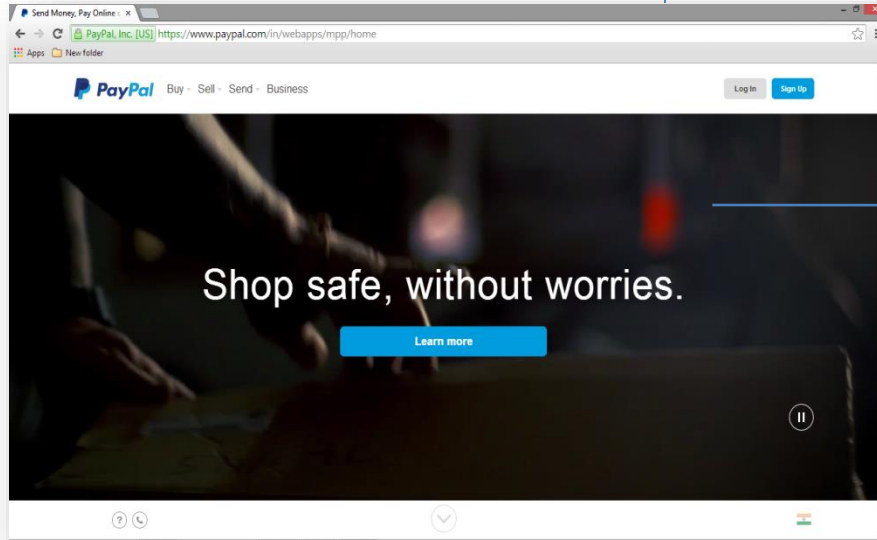 Send Money, Pay Online
PayPal, Inc. [US] https://www.paypal.com/in/webapps/mpp/home
Apps New folder
PayPal Buy Sell Send Business Log In Sign Up
Shop safe, without worries.
Learn more
?